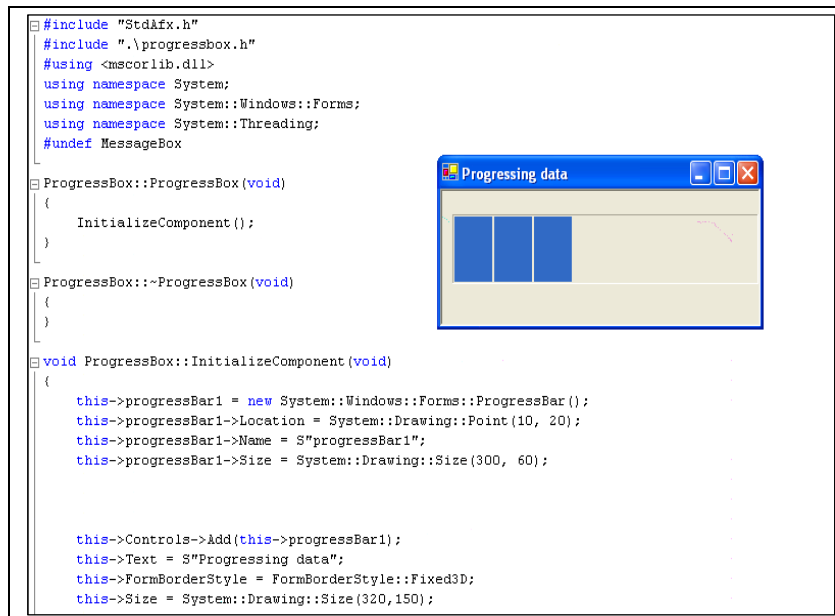 #include "StdAfx.h"
#include ".\progressbox.h"
#using <mscorlib.dll>
using namespace System;
using namespace System::Windows::Forms;
using namespace System::Threading;
#undef MessageBox
Progressing data
ProgressBox::ProgressBox(void)
{
InitializeComponent();
}
ProgressBox::~ProgressBox(void)
{
}
void ProgressBox::InitializeComponent(void)
{
this->progressBar1 = new System::Windows::Forms::ProgressBar();
this->progressBar1->Location = System::Drawing::Point(10, 20);
this->progressBar1->Name = S"progressBar1";
this->progressBar1->Size = System::Drawing::Size(300, 60);
this->Controls->Add(this->progressBar1);
this->Text = S"Progressing data";
this->FormBorderStyle = FormBorderStyle::Fixed3D;
this->Size = System::Drawing::Size(320,150);